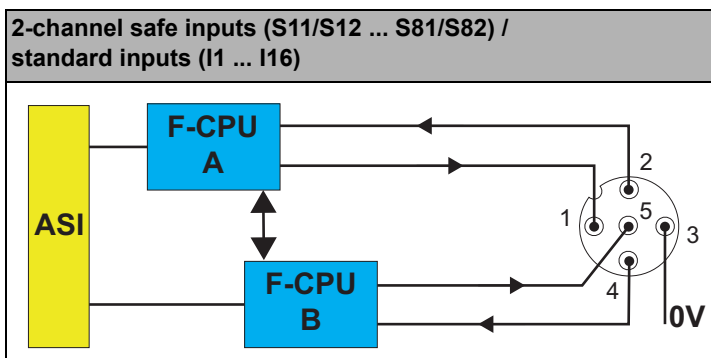 2-channel safe inputs (S11/S12 ... S81/S82) /
standard inputs (I1 ... I16)
F-CPU
A
ASI
2
1
5
3
4
F-CPU
B
0V